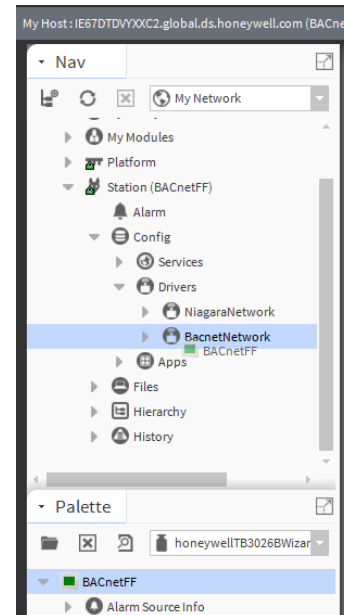 My Host : IE67DTDVYXXC2.global.ds.honeywell.com (BACne
Nav
My Network
My Modules
Platform
Station (BACnetFF)
Alarm
Config
Services
Drivers
NiagaraNetwork
BacnetNetwork
BACnetFF
Apps
Files
Hierarchy
History
Palette
honeywellTB3026BWizar
BACnetFF
Alarm Source Info